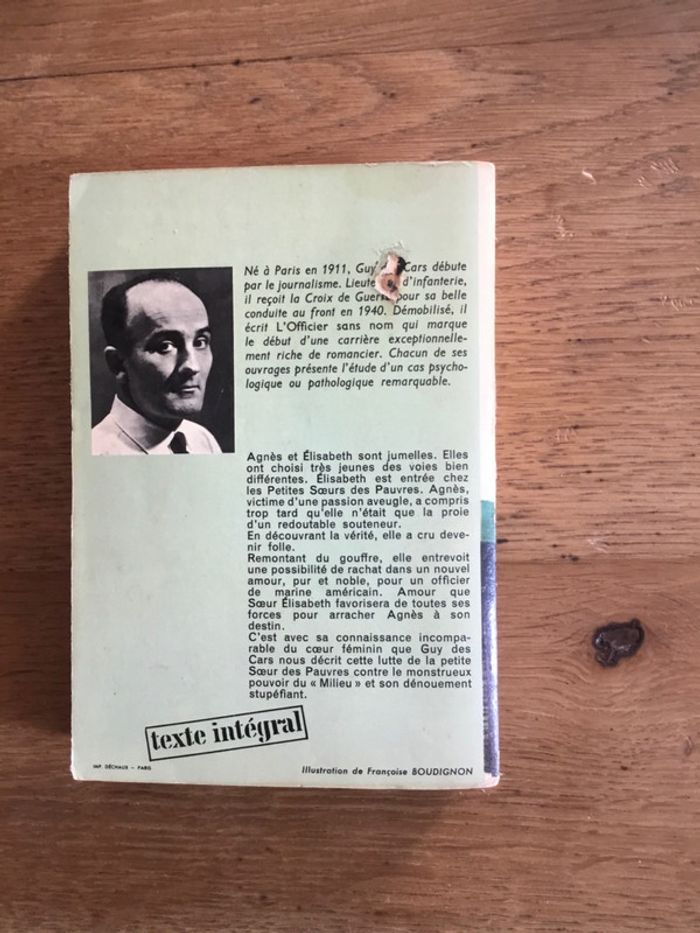 Né à Paris en 1911, Guy Cars débute
par le journalisme. d'infanterie,
il reçoit la Croix de pour sa belle
conduite au front en 1940. Démobilisé, il
écrit L'Officier sans nom qui marque
le début d'une carrière exceptionnelle-
ment riche de romancier. Chacun de ses
ouvrages présente l'étude d'un cas psycho-
logique ou pathologique remarquable.
Agnès et Élisabeth sont jumelles. Elles
ont choisi très jeunes des voies bien
différentes. Élisabeth est entrée chez
les Petites Sœurs des Pauvres. Agnès,
victime d'une passion aveugle, a compris
trop tard qu'elle n'était que la proie
d'un redoutable souteneur.
En découvrant la vérité, elle a cru deve-
nir folle.
Remontant du gouffre, elle entrevoit
une possibilité de rachat dans un nouvel
amour, pur et noble, pour un officier
de marine américain. Amour que
Sœur Élisabeth favorisera de toutes ses
forces pour arracher Agnès à son
destin.
C'est avec sa connaissance incompa-
rable du cœur féminin que Guy des
Cars nous décrit cette lutte de la petite
Sœur des Pauvres contre le monstrueux
pouvoir du « Milieu » et son dénouement
stupéfiant.
texte intégral
IMP. DÉCHAUX – PARIS
Illustration de Françoise BOUDIGNON